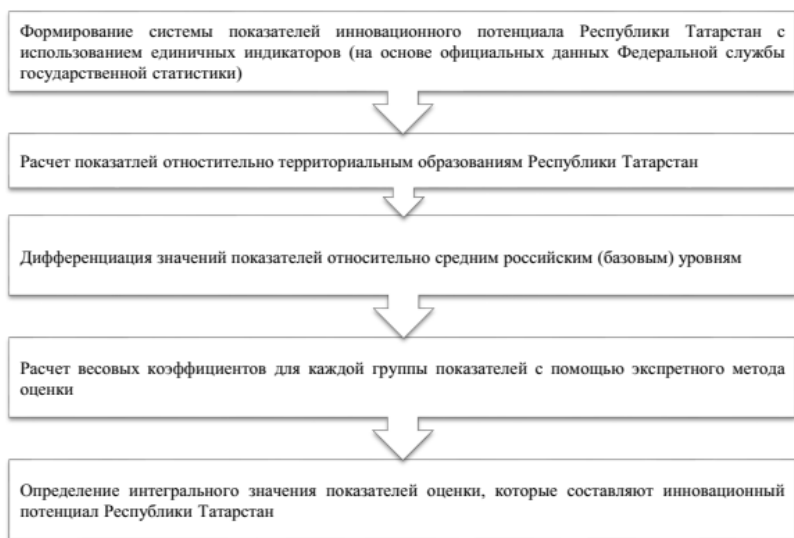 Формирование системы показателей инновационного потенциала Республики Татарстан с
использованием единичных индикаторов (на основе официальных данных Федеральной службы
государственной статистики)
Расчет показатлей отностительно территориальным образованиям Республики Татарстан
Дифференциация значений показателей относительно средним российским (базовым) уровням
Расчет весовых коэффициентов для каждой группы показателей с помощью экспретного метода
оценки
Определение интегрального значения показателей оценки, которые составляют инновационный
потенциал Республики Татарстан